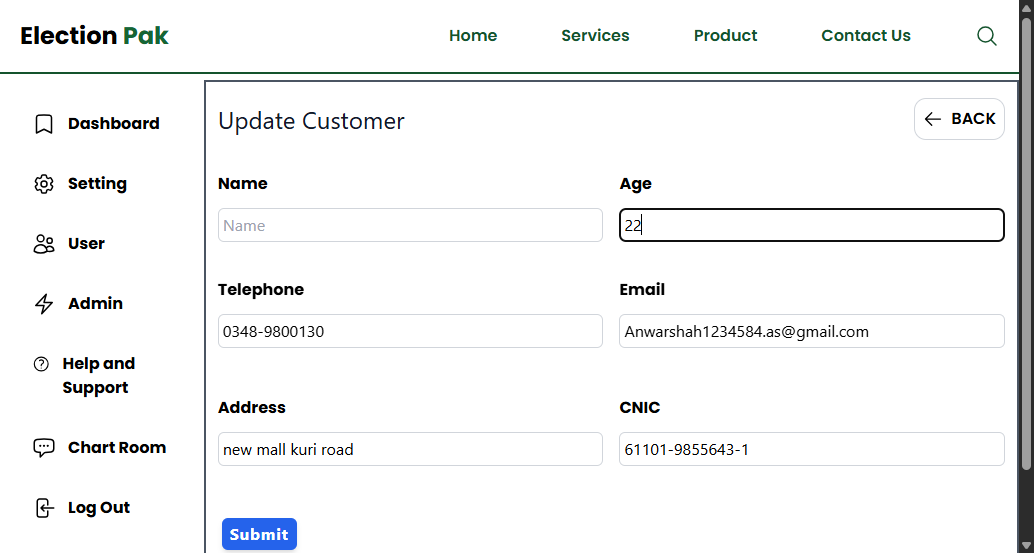 Election Pak
Home Services Product Contact Us
Dashboard
Setting
User
Admin
Help and
Support
Chart Room
Log Out
Update Customer
BACK
Name
Name
Age
22
Telephone
0348-9800130
Email
Anwarshah1234584.as@gmail.com
Address
new mall kuri road
CNIC
61101-9855643-1
Submit